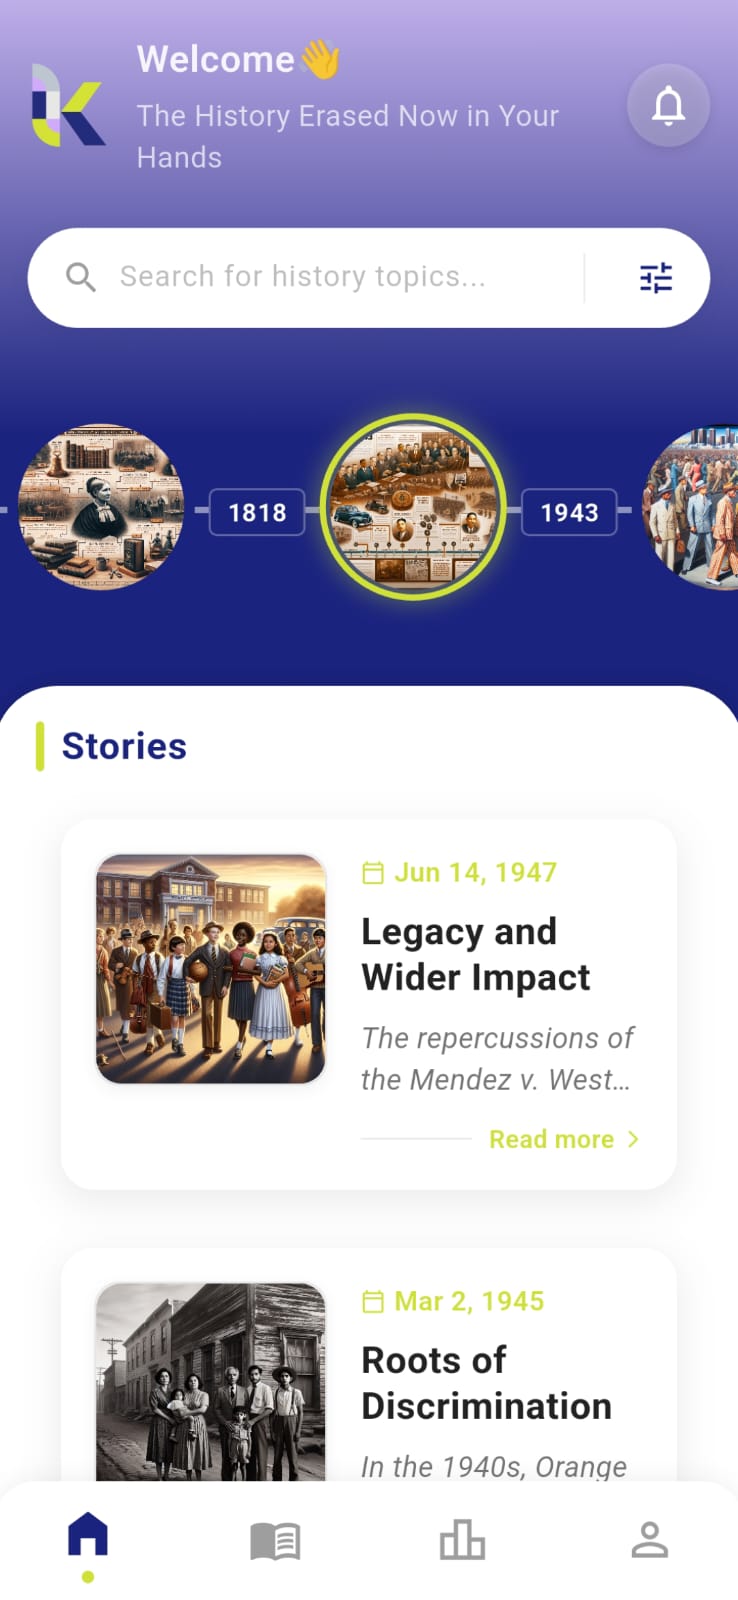 Welcome👋
The History Erased Now in Your
Hands
Search for history topics...
1818
1943
Stories
Jun 14, 1947
Legacy and
Wider Impact
The repercussions of
the Mendez v. West...
Read more
Mar 2, 1945
Roots of
Discrimination
In the 1940s, Orange